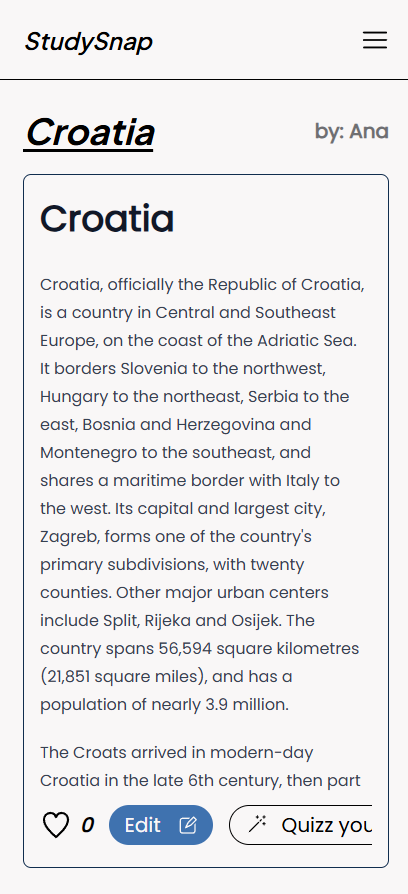 StudySnap
Croatia
by: Ana
Croatia
Croatia, officially the Republic of Croatia,
is a country in Central and Southeast
Europe, on the coast of the Adriatic Sea.
It borders Slovenia to the northwest,
Hungary to the northeast, Serbia to the
east, Bosnia and Herzegovina and
Montenegro to the southeast, and
shares a maritime border with Italy to
the west. Its capital and largest city,
Zagreb, forms one of the country's
primary subdivisions, with twenty
counties. Other major urban centers
include Split, Rijeka and Osijek. The
country spans 56,594 square kilometres
(21,851 square miles), and has a
population of nearly 3.9 million.
The Croats arrived in modern-day
Croatia in the late 6th century, then part
0
Edit
Quizz you